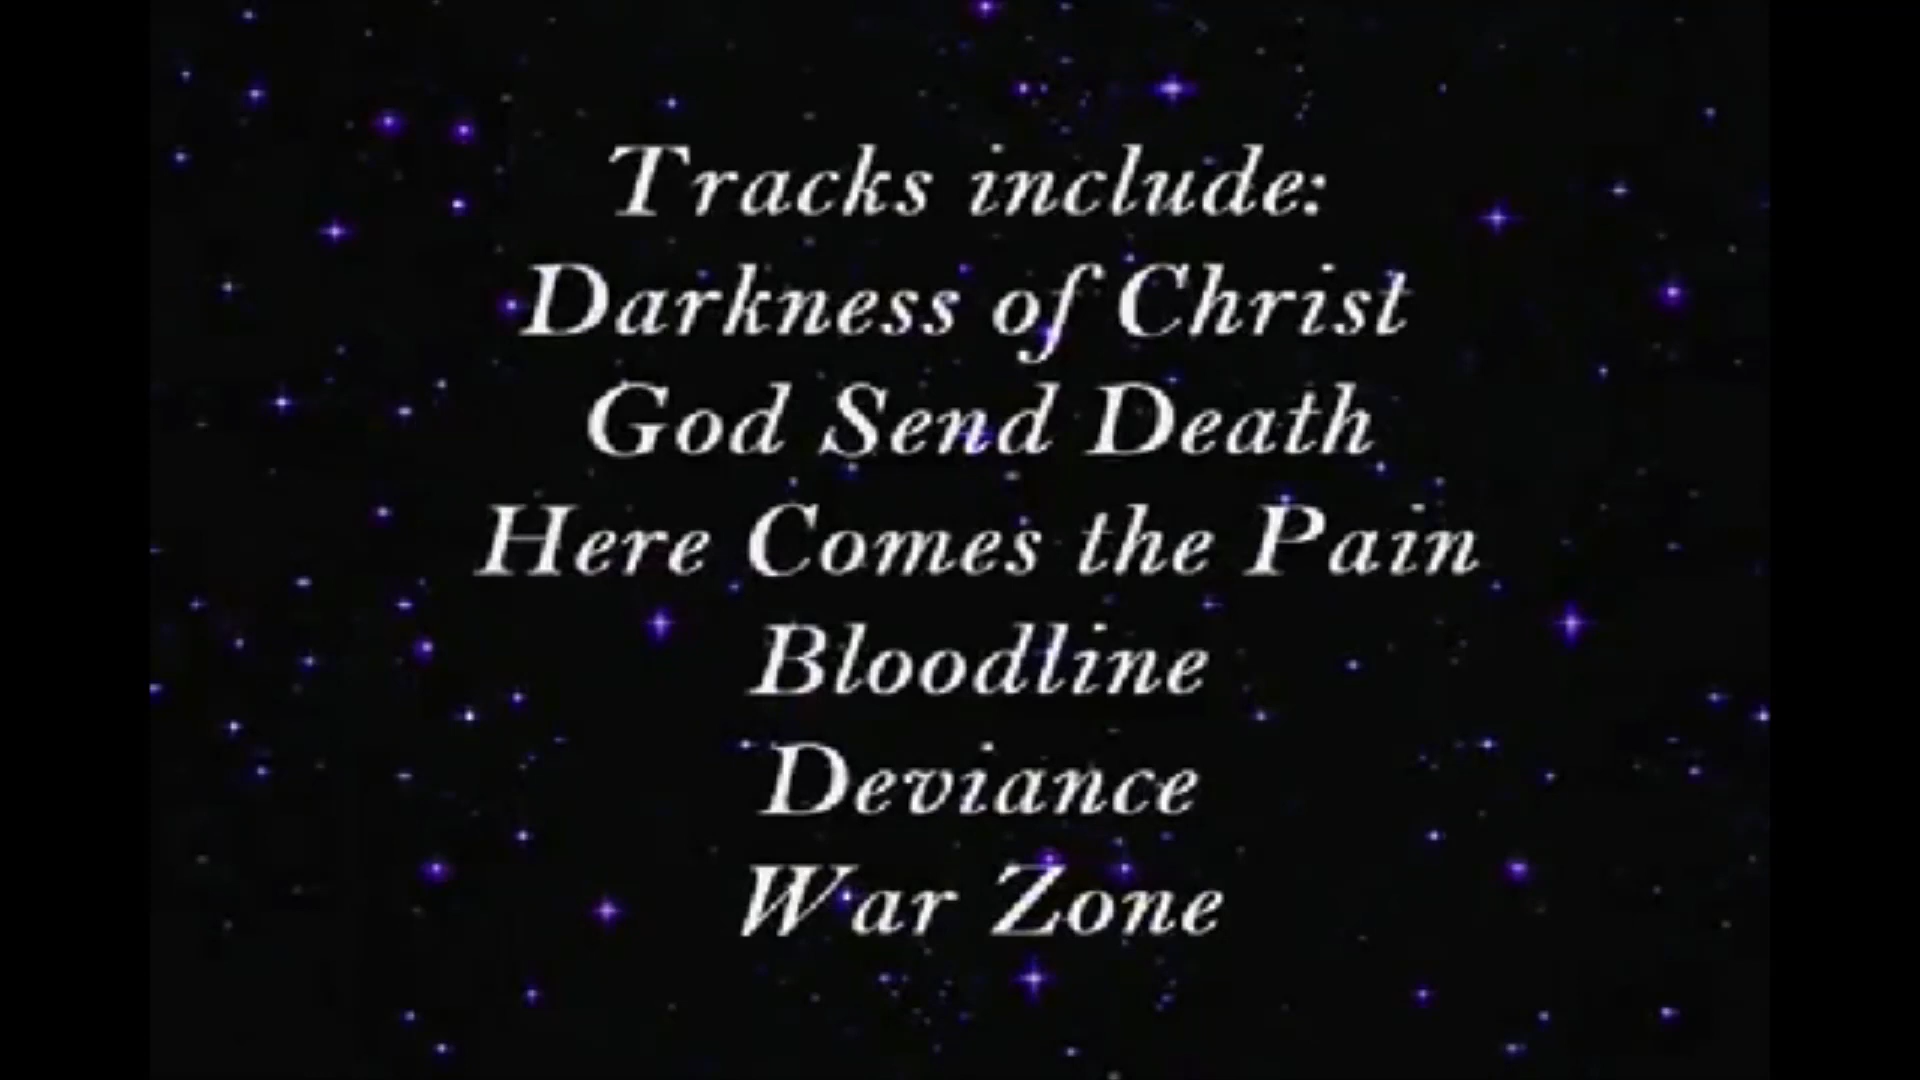 Tracks include:
Darkness of Christ
God Send Death
Here Comes the Pain
Bloodline
Deviance
War Zone